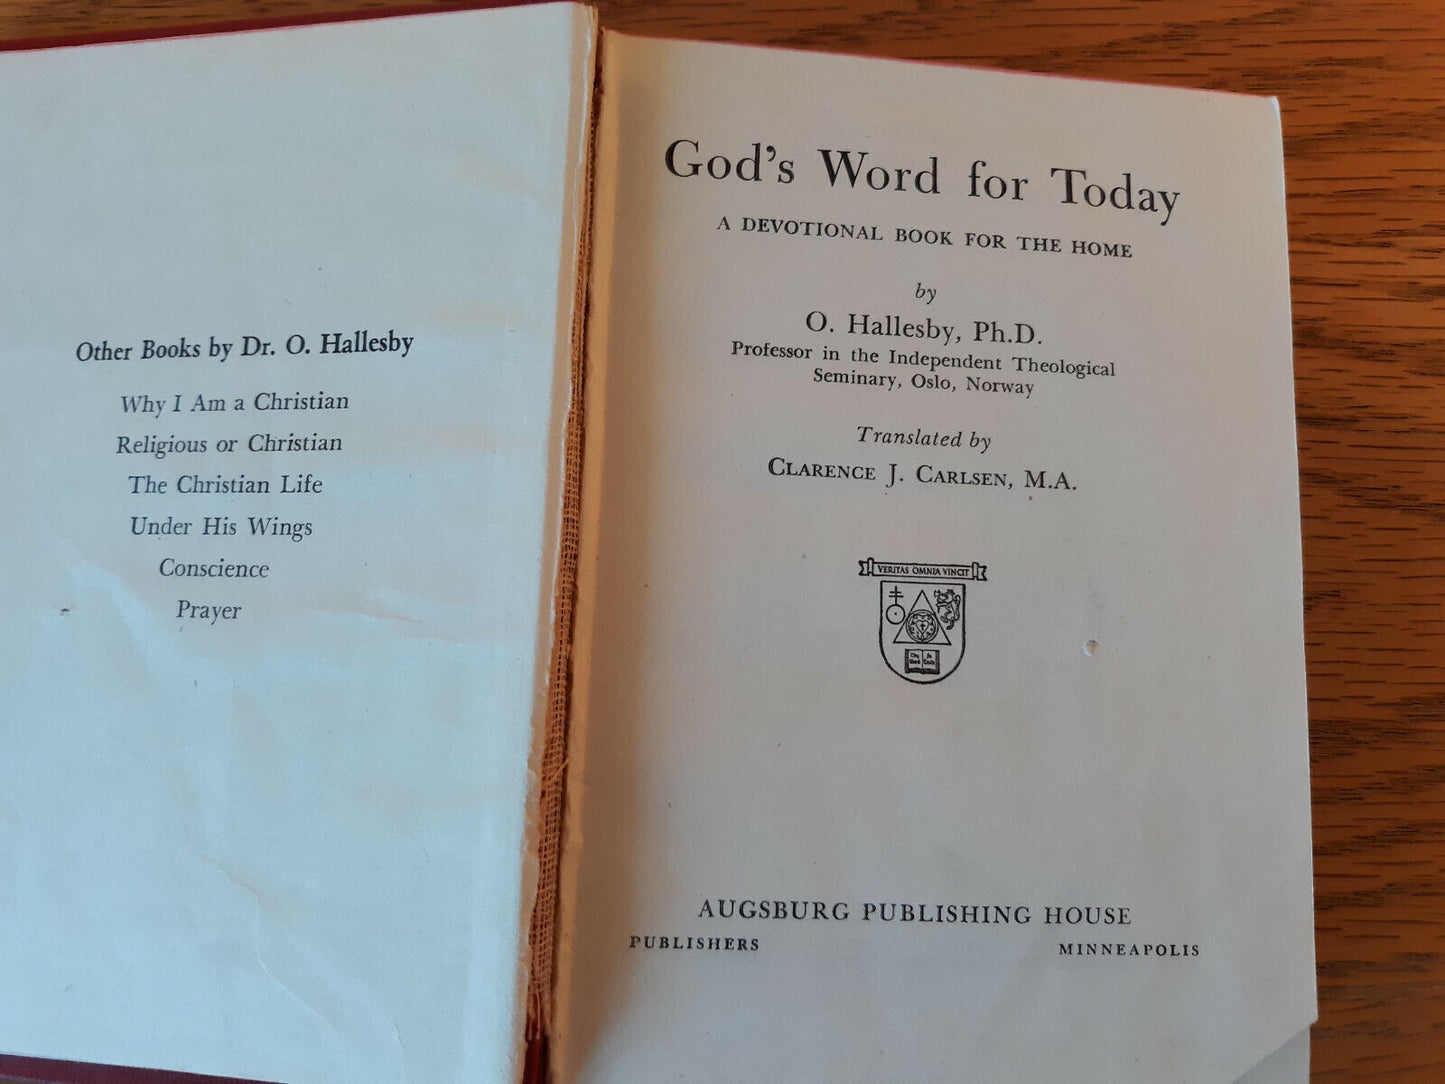 Other Books by Dr. O. Hallesby
Why I Am a Christian
Religious or Christian
The Christian Life
Under His Wings
Conscience
Prayer
God's Word for Today
A DEVOTIONAL BOOK FOR THE HOME
by
O. Hallesby, Ph.D.
Professor in the Independent Theological
Seminary, Oslo, Norway
Translated by
CLARENCE J. CARLSEN, M.A.
VERITAS OMNIA VINCIT
AUGSBURG PUBLISHING HOUSE
PUBLISHERS MINNEAPOLIS